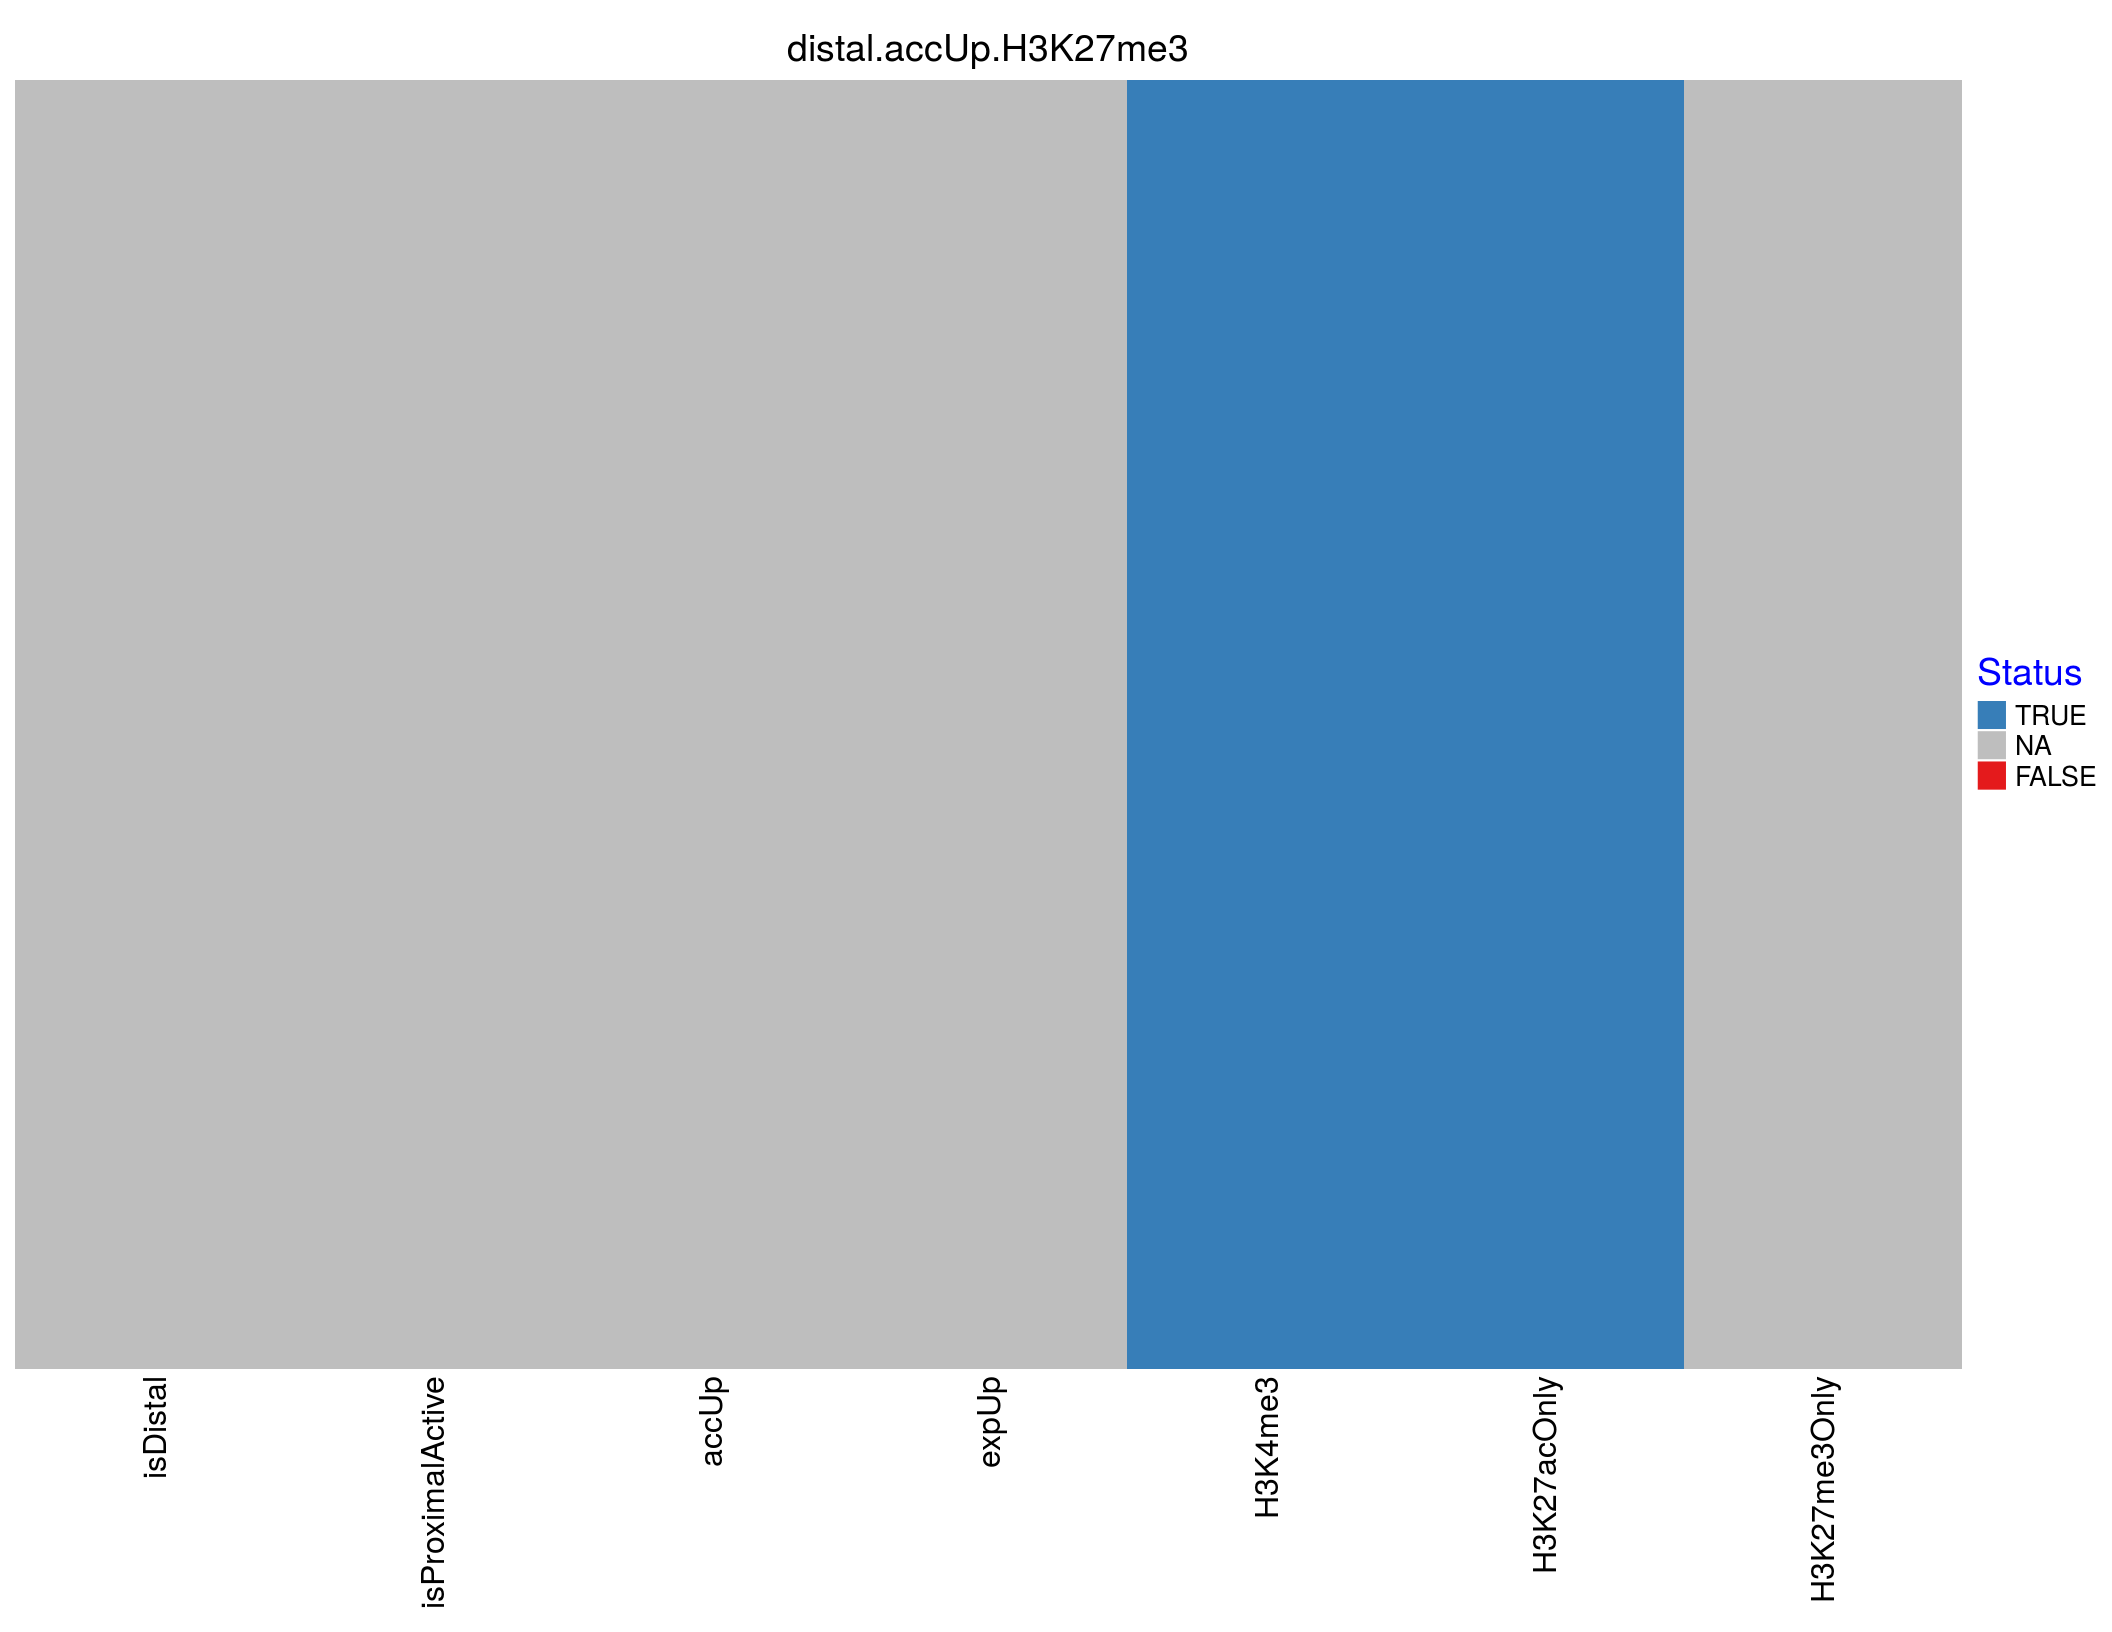 distal.accUp.H3K27me3
Status
TRUE
NA
FALSE
isDistal
isProximalActive
accUp
expUp
H3K4me3
H3K27acOnly
H3K27me3Only